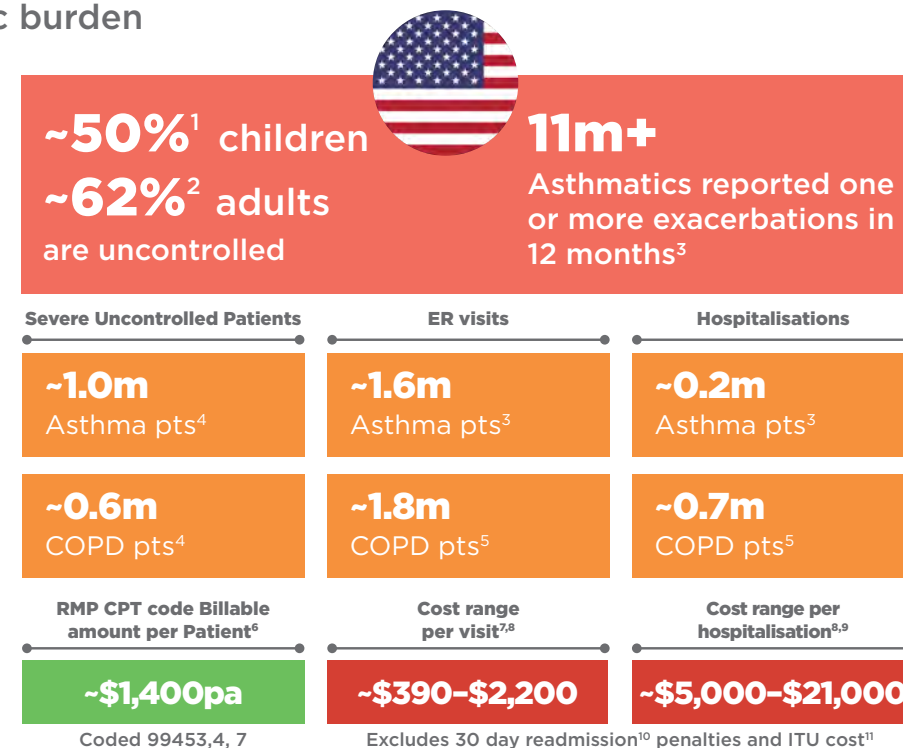 c burden
~50%¹ children
~62%² adults
are uncontrolled
11m+
Asthmatics reported one
or more exacerbations in
12 months³
Severe Uncontrolled Patients
ER visits
Hospitalisations
~1.0m
Asthma pts⁴
~1.6m
Asthma pts³
~0.2m
Asthma pts³
~0.6m
COPD pts⁴
~1.8m
COPD pts⁵
~0.7m
COPD pts⁵
RMP CPT code Billable
amount per Patient⁶
Cost range
per visit⁷,⁸
Cost range per
hospitalisation⁸,⁹
~$1,400pa
~$390–$2,200
~$5,000–$21,000
Coded 99453,4, 7
Excludes 30 day readmission¹⁰ penalties and ITU cost¹¹